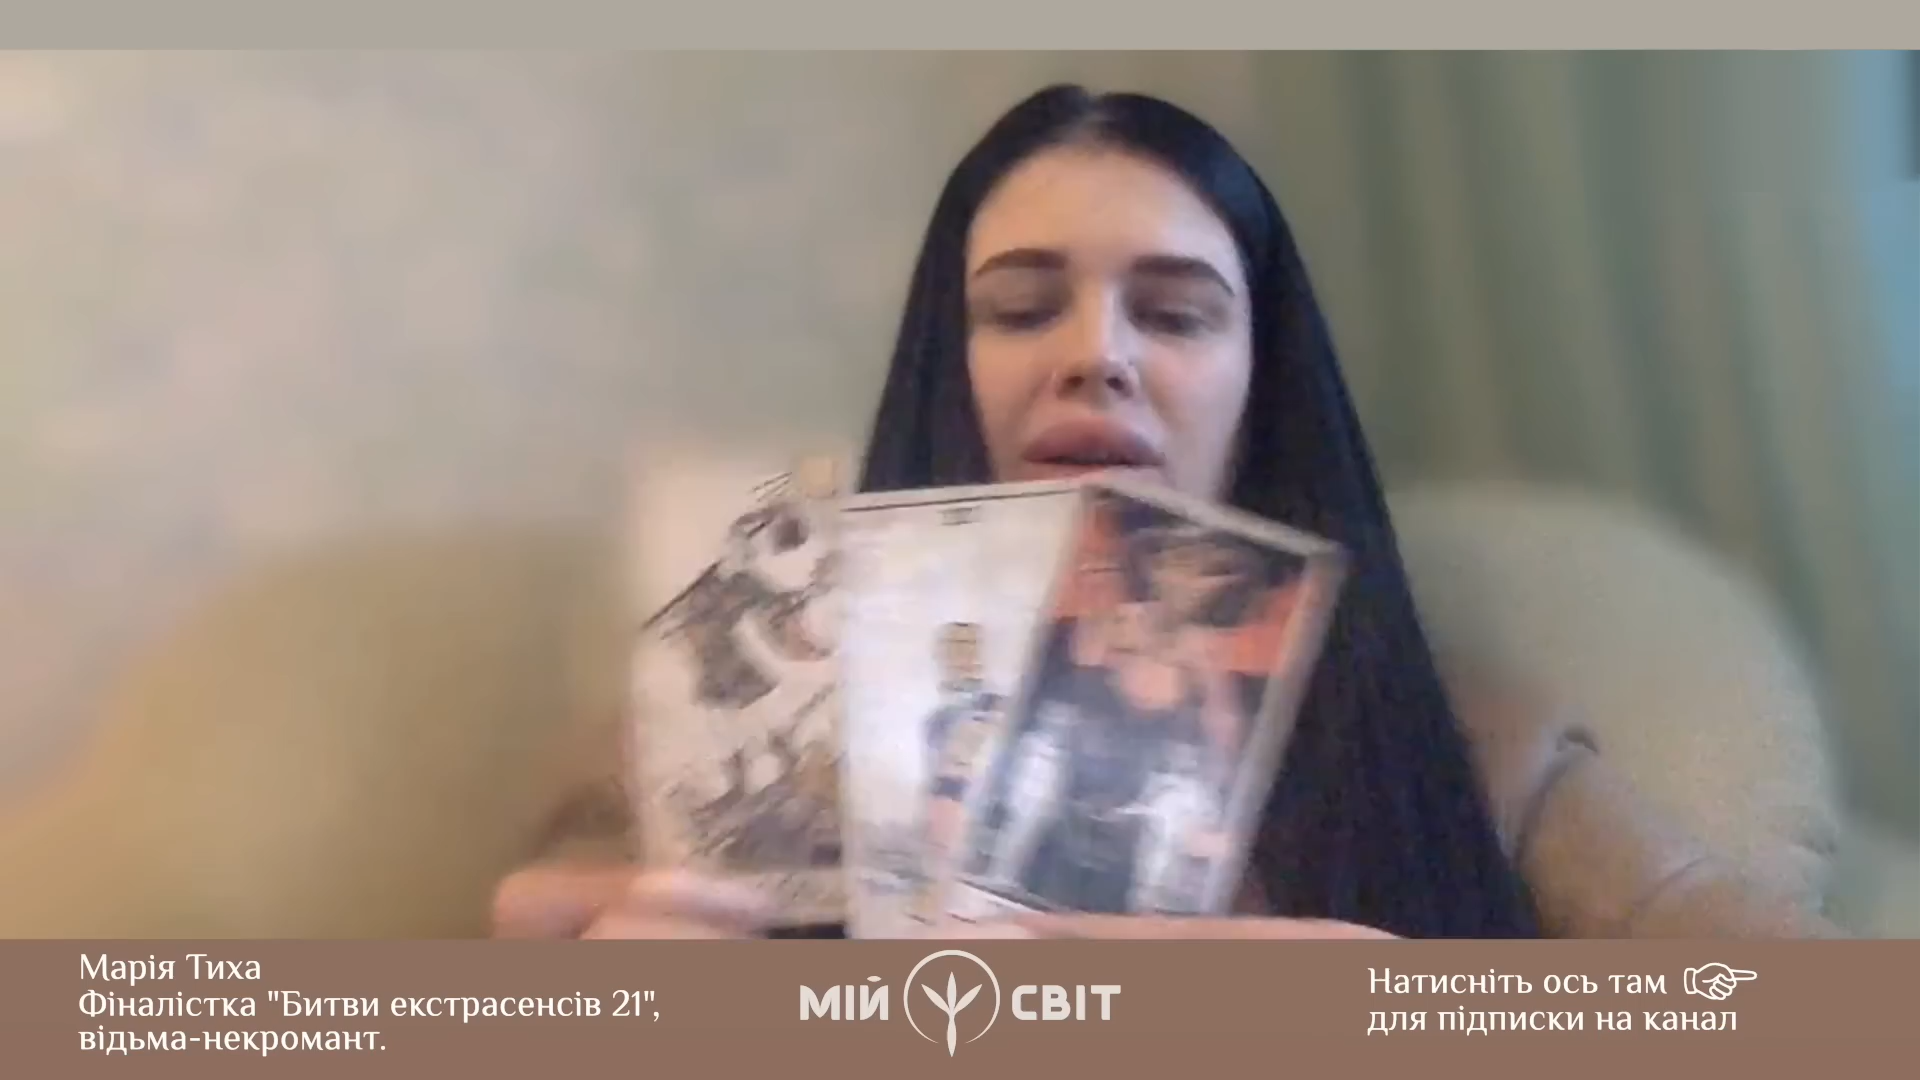 Марія Тиха
Фіналістка "Битви екстрасенсів 21",
відьма-некромант.
МІЙ СВІТ
Натисніть ось там
для підписки на канал